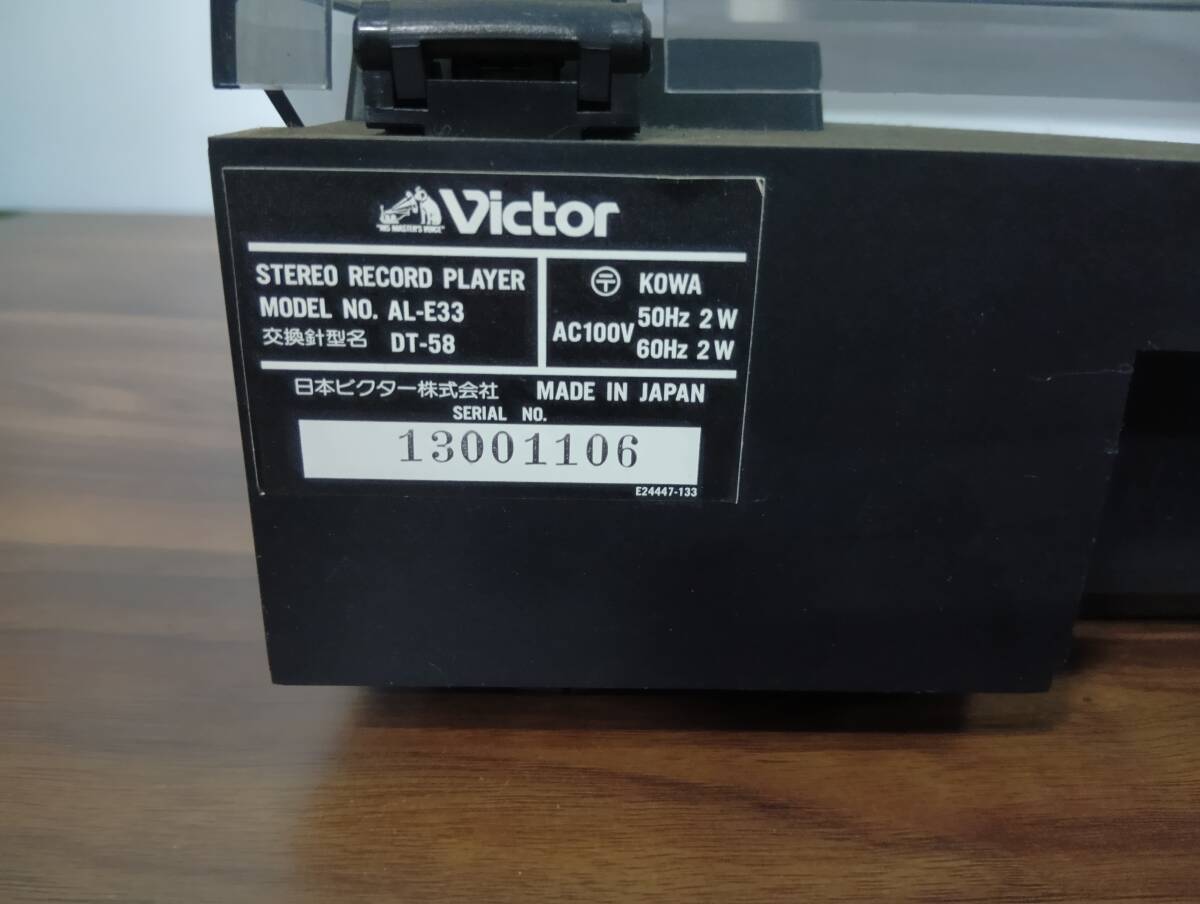 Victor
"HIS MASTER'S VOICE"
STEREO RECORD PLAYER
MODEL NO. AL-E33
交換針型名 DT-58
〒 KOWA
AC100V
50Hz 2W
60Hz 2W
日本ビクター株式会社 MADE IN JAPAN
SERIAL NO.
13001106
E24447-133